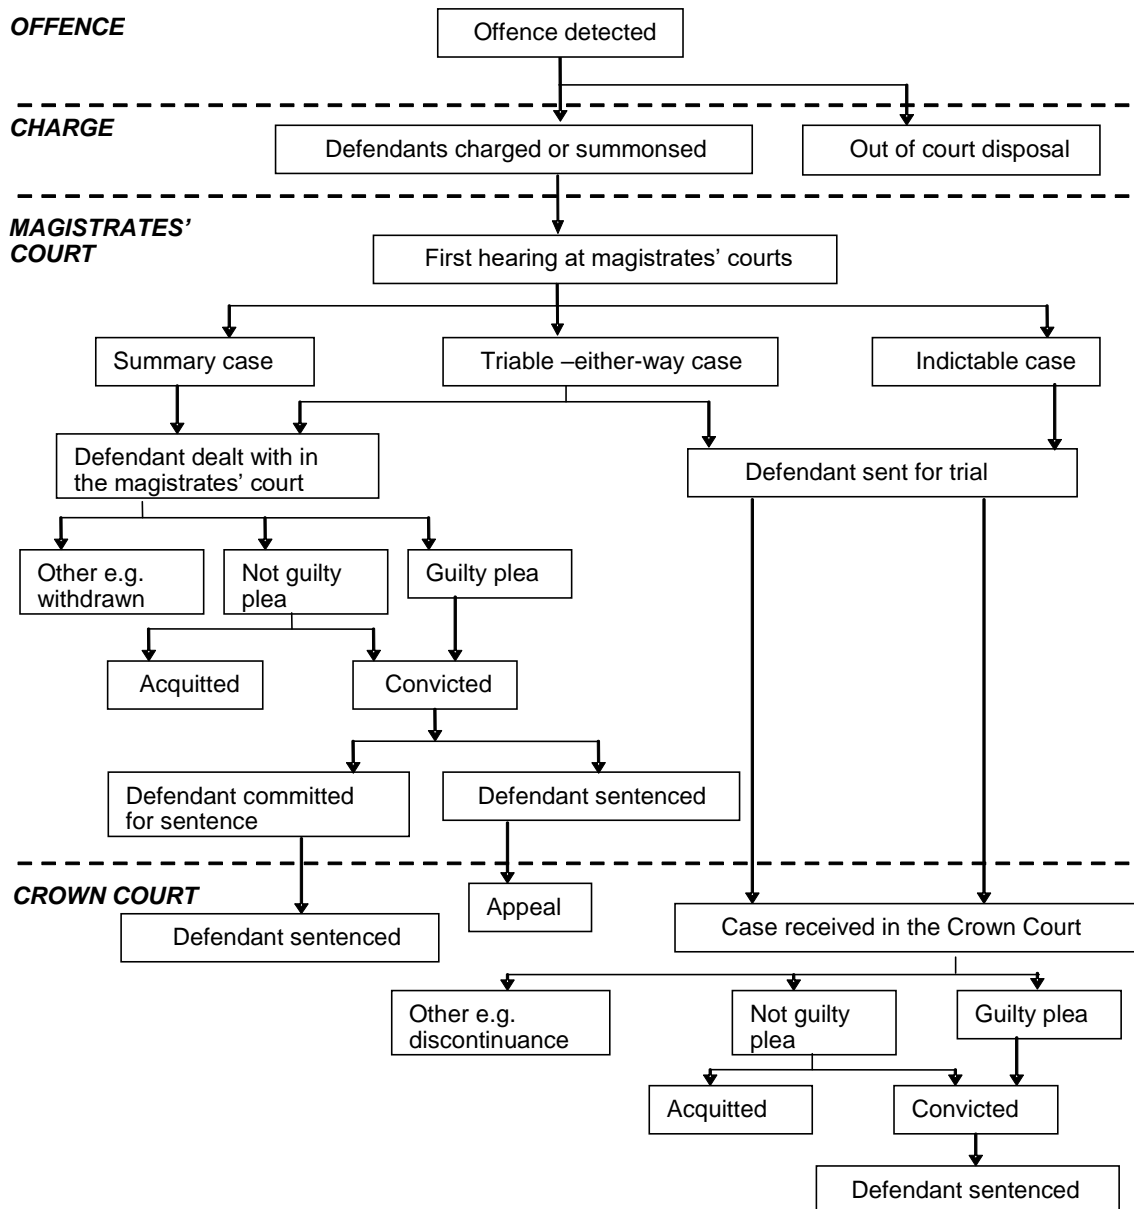 OFFENCE
Offence detected
CHARGE
Defendants charged or summonsed
Out of court disposal
MAGISTRATES’
COURT
First hearing at magistrates’ courts
Summary case
Triable –either-way case
Indictable case
Defendant dealt with in
the magistrates’ court
Defendant sent for trial
Other e.g.
withdrawn
Not guilty
plea
Guilty plea
Acquitted
Convicted
Defendant committed
for sentence
Defendant sentenced
CROWN COURT
Appeal
Defendant sentenced
Case received in the Crown Court
Other e.g.
discontinuance
Not guilty
plea
Guilty plea
Acquitted
Convicted
Defendant sentenced